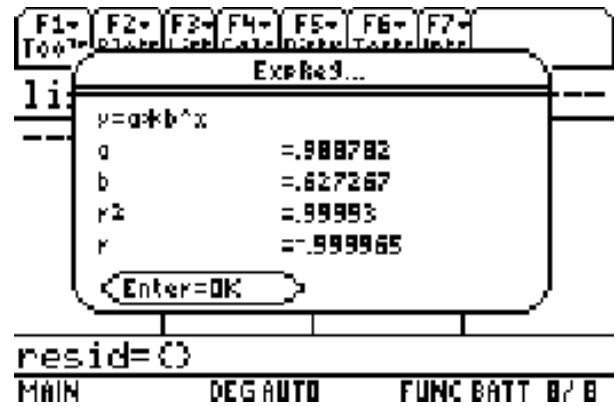 F1▾ F2▾ F3▾ F4▾ F5▾ F6▾ F7▾
ExpReg...
li
y=a*b^x
a =.988782
b =.627267
r2 =.99993
r =-.999965
Enter=OK
resid={}
MAIN DEG AUTO FUNC BATT 8/8